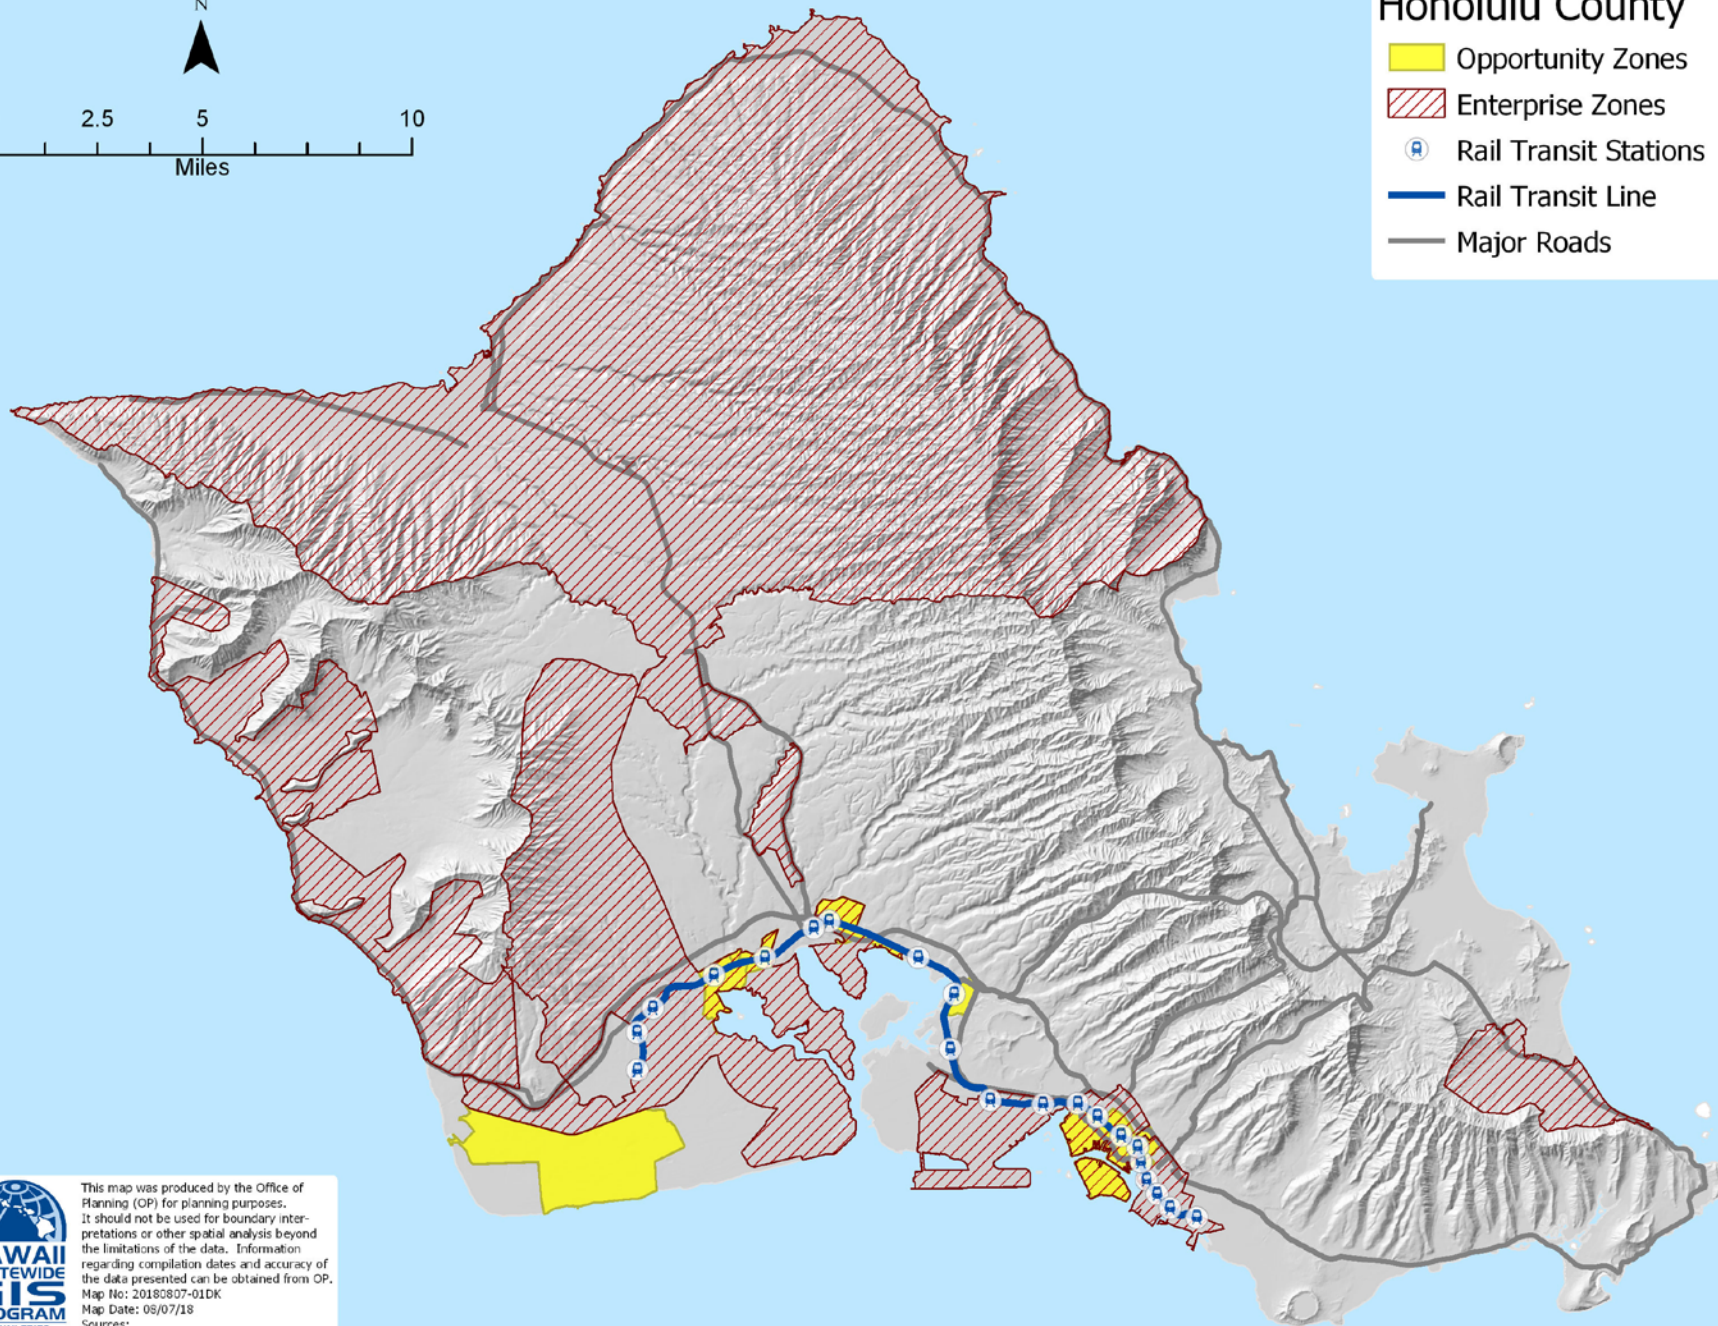 N
2.5 5 10
Miles
Honolulu County
Opportunity Zones
Enterprise Zones
Rail Transit Stations
Rail Transit Line
Major Roads
This map was produced by the Office of
Planning (OP) for planning purposes.
It should not be used for boundary inter-
pretations or other spatial analysis beyond
the limitations of the data. Information
regarding compilation dates and accuracy of
the data presented can be obtained from OP.
Map No: 20180807-01DK
Map Date: 08/07/18
Sources:
AWAII
TEWIDE
GIS
OGRAM